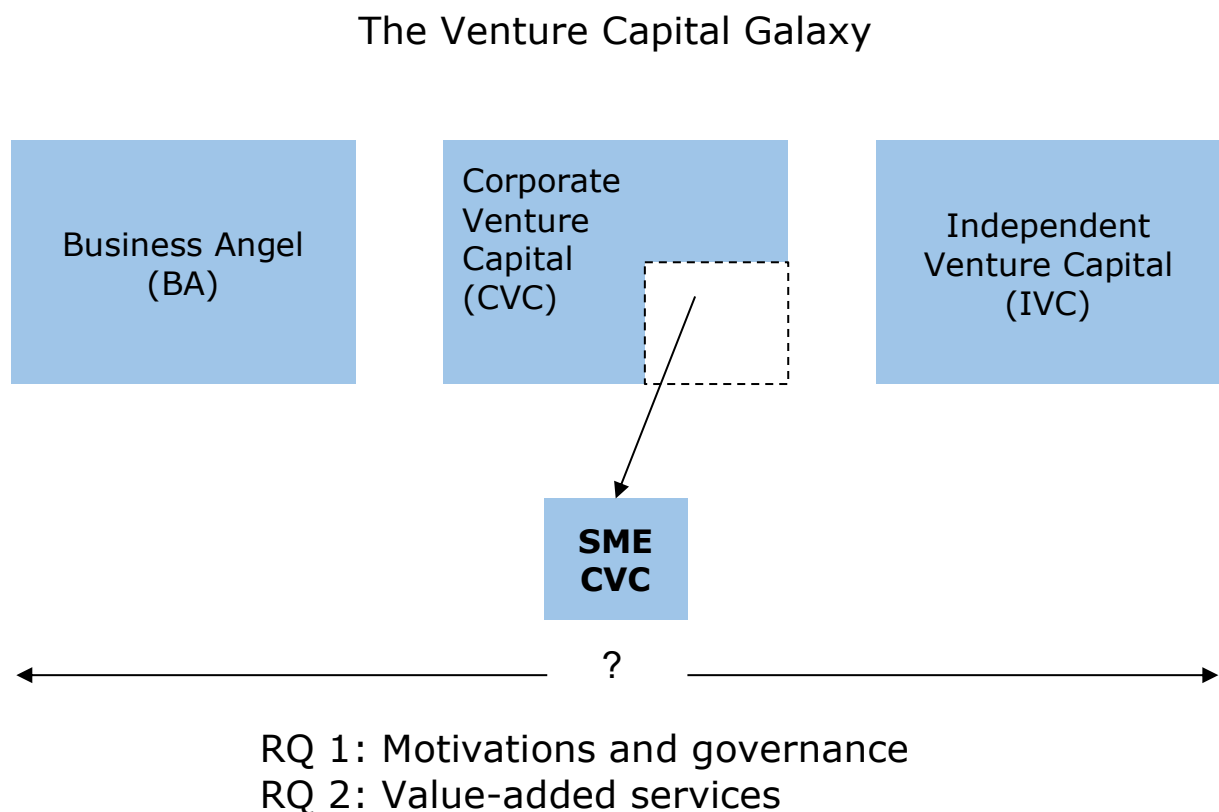 The Venture Capital Galaxy
Business Angel
(BA)
Corporate
Venture
Capital
(CVC)
Independent
Venture Capital
(IVC)
SME
CVC
?
RQ 1: Motivations and governance
RQ 2: Value-added services